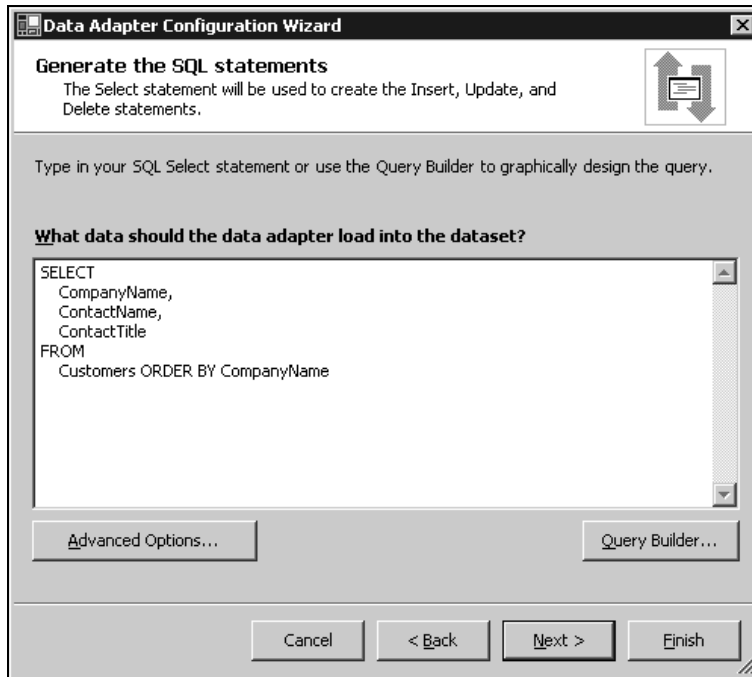 Data Adapter Configuration Wizard
Generate the SQL statements
The Select statement will be used to create the Insert, Update, and
Delete statements.
Type in your SQL Select statement or use the Query Builder to graphically design the query.
What data should the data adapter load into the dataset?
SELECT
CompanyName,
ContactName,
ContactTitle
FROM
Customers ORDER BY CompanyName
Advanced Options...
Query Builder...
Cancel
< Back
Next >
Finish